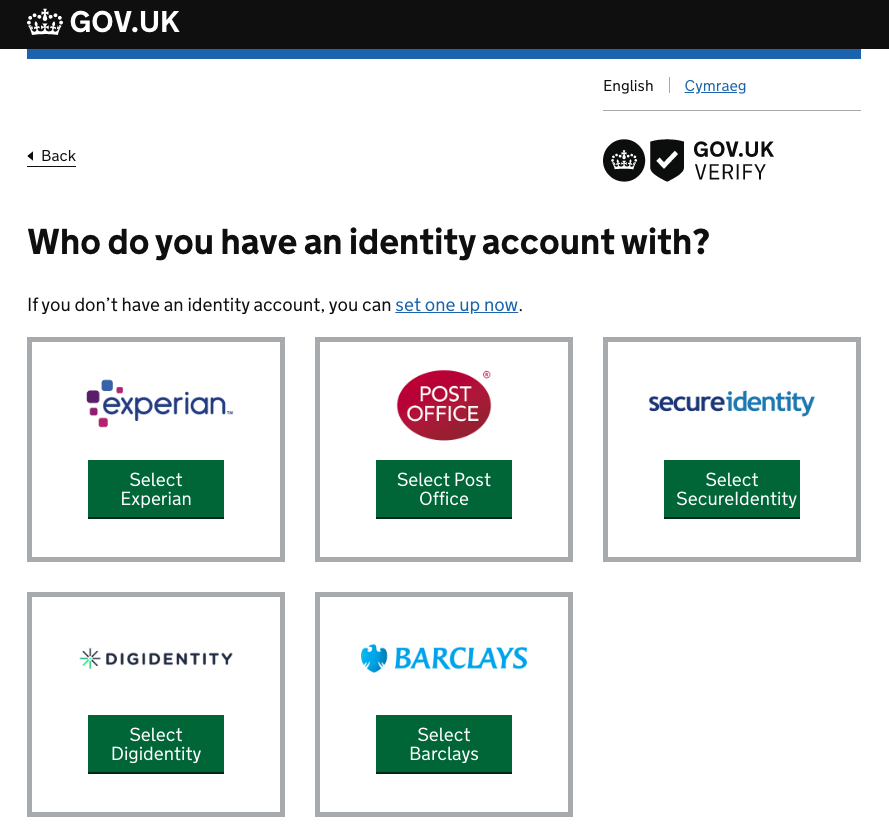 GOV.UK
English
Cymraeg
Back
GOV.UK
VERIFY
Who do you have an identity account with?
If you don’t have an identity account, you can set one up now.
experian™
POST
OFFICE®
secureidentity
Select
Experian
Select Post
Office
Select
SecureIdentity
DIGIDENTITY
BARCLAYS
Select
Digidentity
Select
Barclays